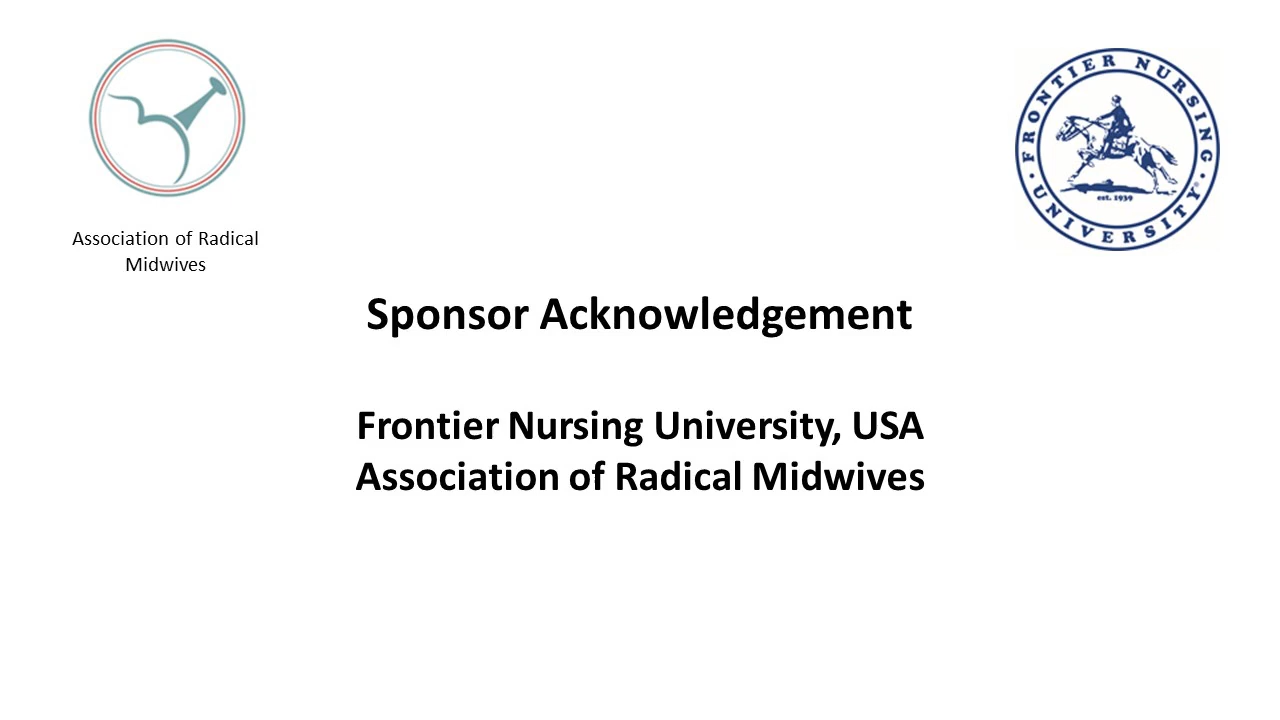 Association of Radical
Midwives
FRONTIER NURSING
UNIVERSITY
est. 1939
Sponsor Acknowledgement
Frontier Nursing University, USA
Association of Radical Midwives